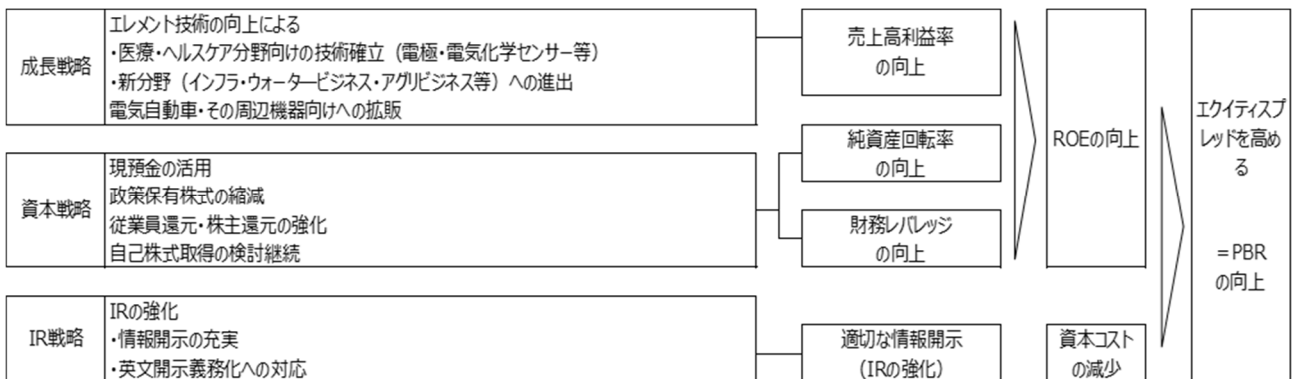 成長戦略
エレメント技術の向上による
・医療・ヘルスケア分野向けの技術確立（電極・電気化学センサー等）
・新分野（インフラ・ウォータービジネス・アグリビジネス等）への進出
電気自動車・その周辺機器向けへの拡販
売上高利益率
の向上
資本戦略
現預金の活用
政策保有株式の縮減
従業員還元・株主還元の強化
自己株式取得の検討継続
純資産回転率
の向上
財務レバレッジ
の向上
ROEの向上
IR戦略
IRの強化
・情報開示の充実
・英文開示義務化への対応
適切な情報開示
（IRの強化）
資本コスト
の減少
エクイティスプ
レッドを高め
る
＝PBR
の向上